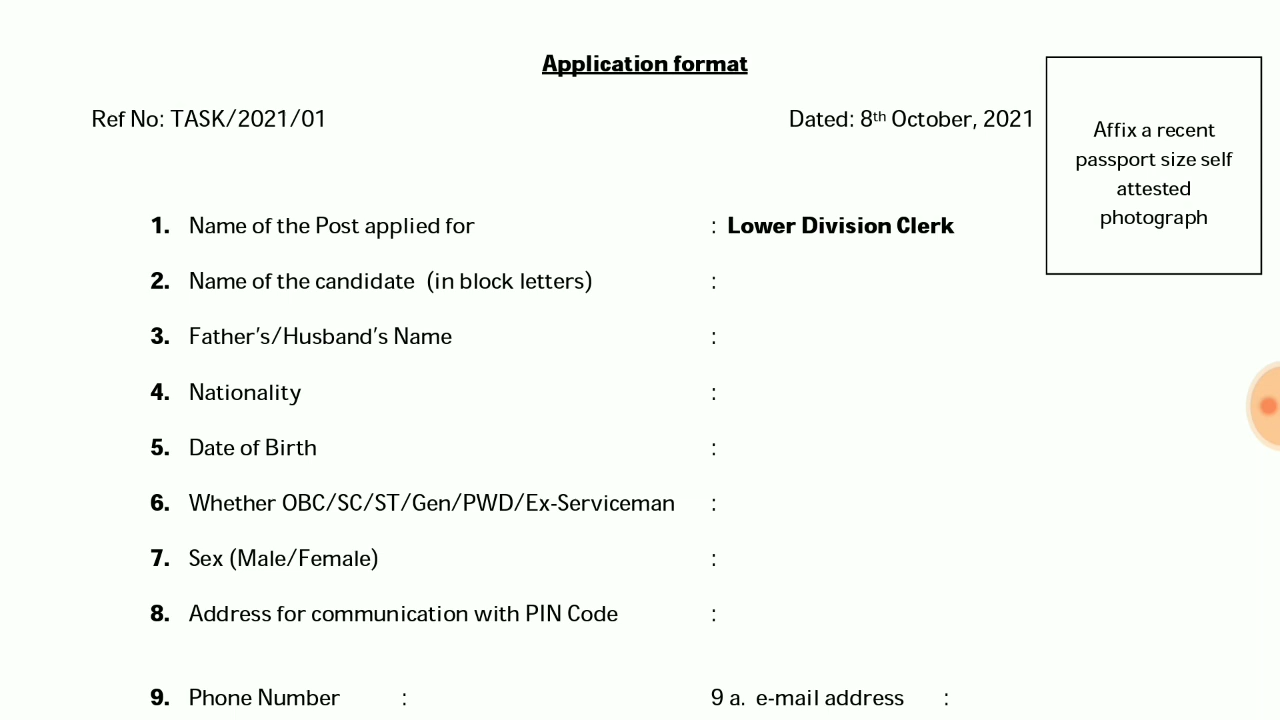 Application format
Ref No: TASK/2021/01 Dated: 8th October, 2021
Affix a recent
passport size self
attested
photograph
1. Name of the Post applied for : Lower Division Clerk
2. Name of the candidate (in block letters) :
3. Father's/Husband's Name :
4. Nationality :
5. Date of Birth :
6. Whether OBC/SC/ST/Gen/PWD/Ex-Serviceman :
7. Sex (Male/Female) :
8. Address for communication with PIN Code :
9. Phone Number : 9 a. e-mail address :